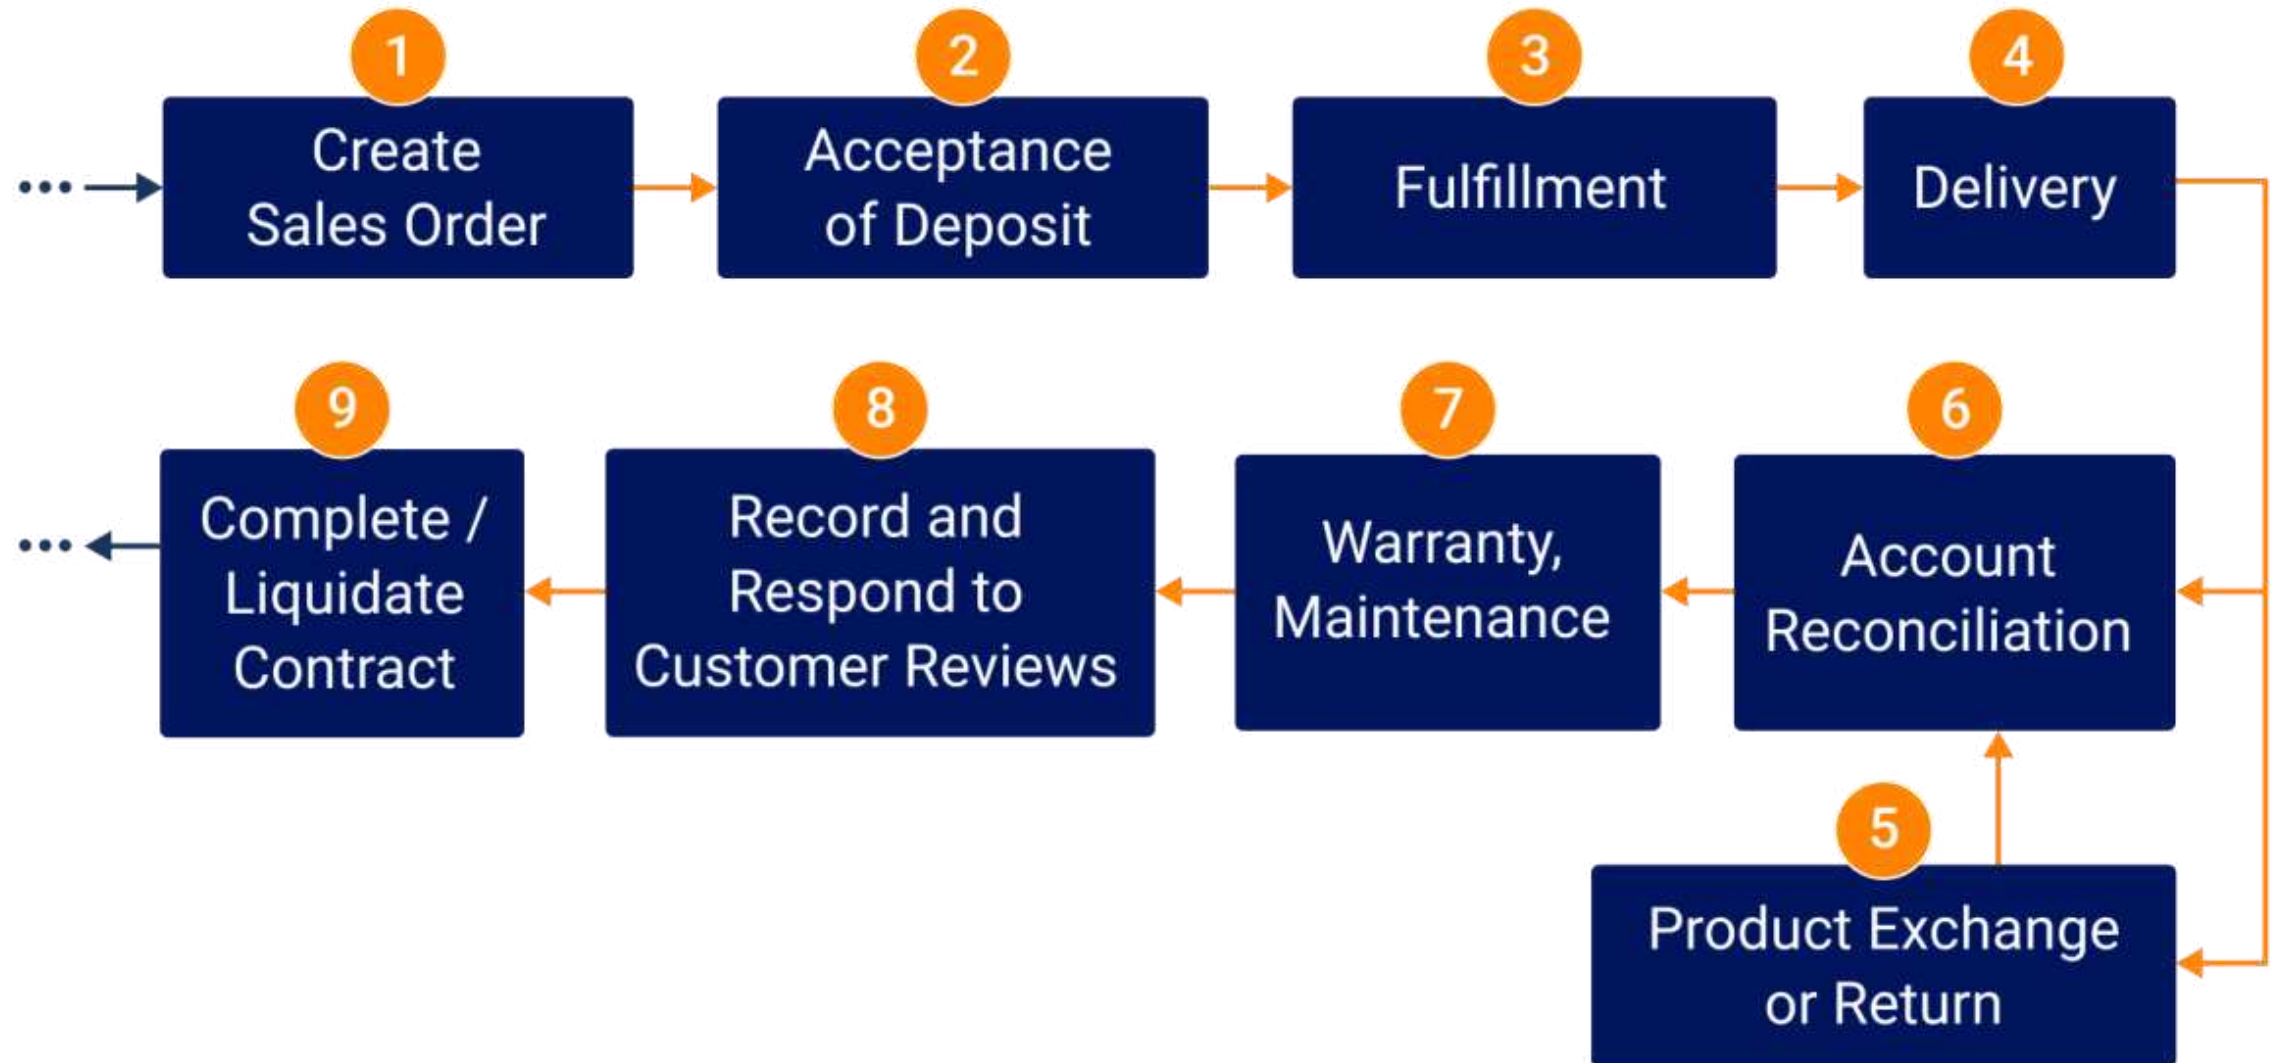 1
Create
Sales Order
2
Acceptance
of Deposit
3
Fulfillment
4
Delivery
9
Complete /
Liquidate
Contract
8
Record and
Respond to
Customer Reviews
7
Warranty,
Maintenance
6
Account
Reconciliation
5
Product Exchange
or Return